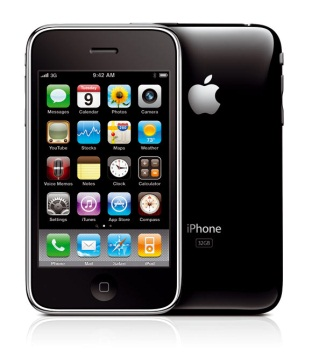 3G 9:42 AM
Tuesday
9
Messages Calendar Photos Camera
YouTube Stocks Maps Weather
Voice Memos Notes Clock Calculator
Settings iTunes App Store Compass
Phone Mail Safari iPod
iPhone
32GB